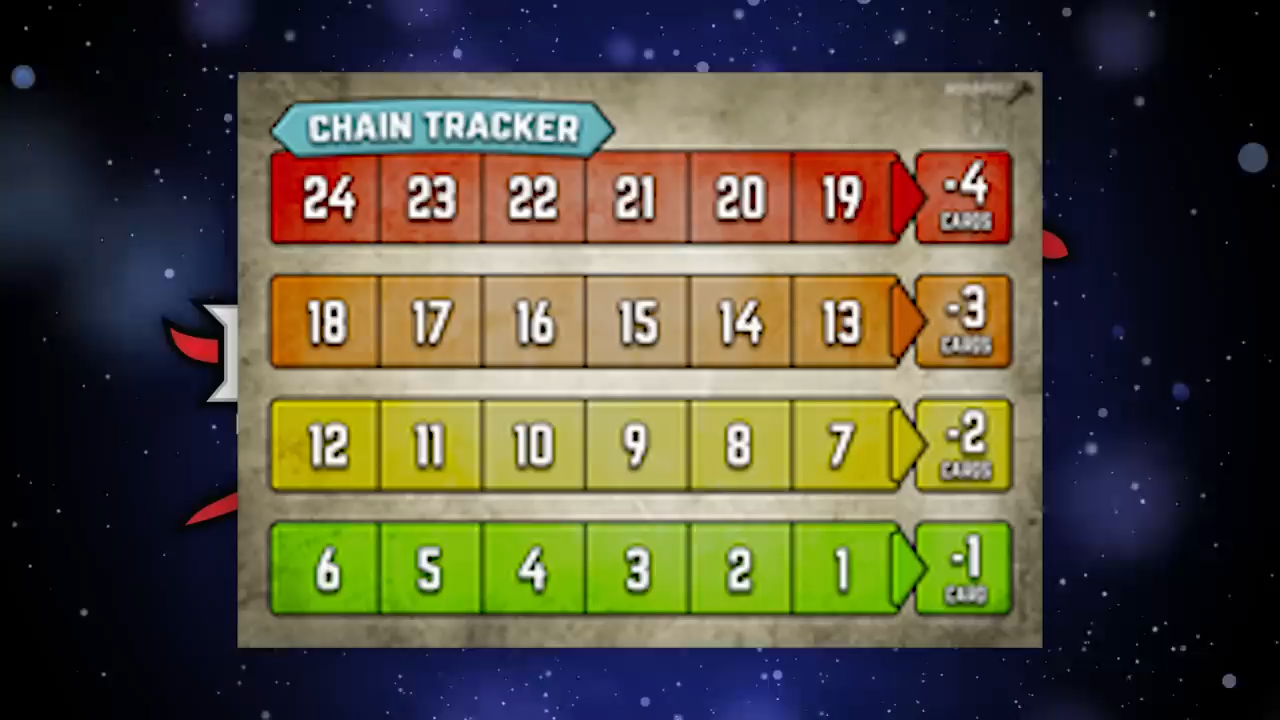 CHAIN TRACKER
24 23 22 21 20 19 -4
CARDS
18 17 16 15 14 13 -3
CARDS
12 11 10 9 8 7 -2
CARDS
6 5 4 3 2 1 -1
CARD